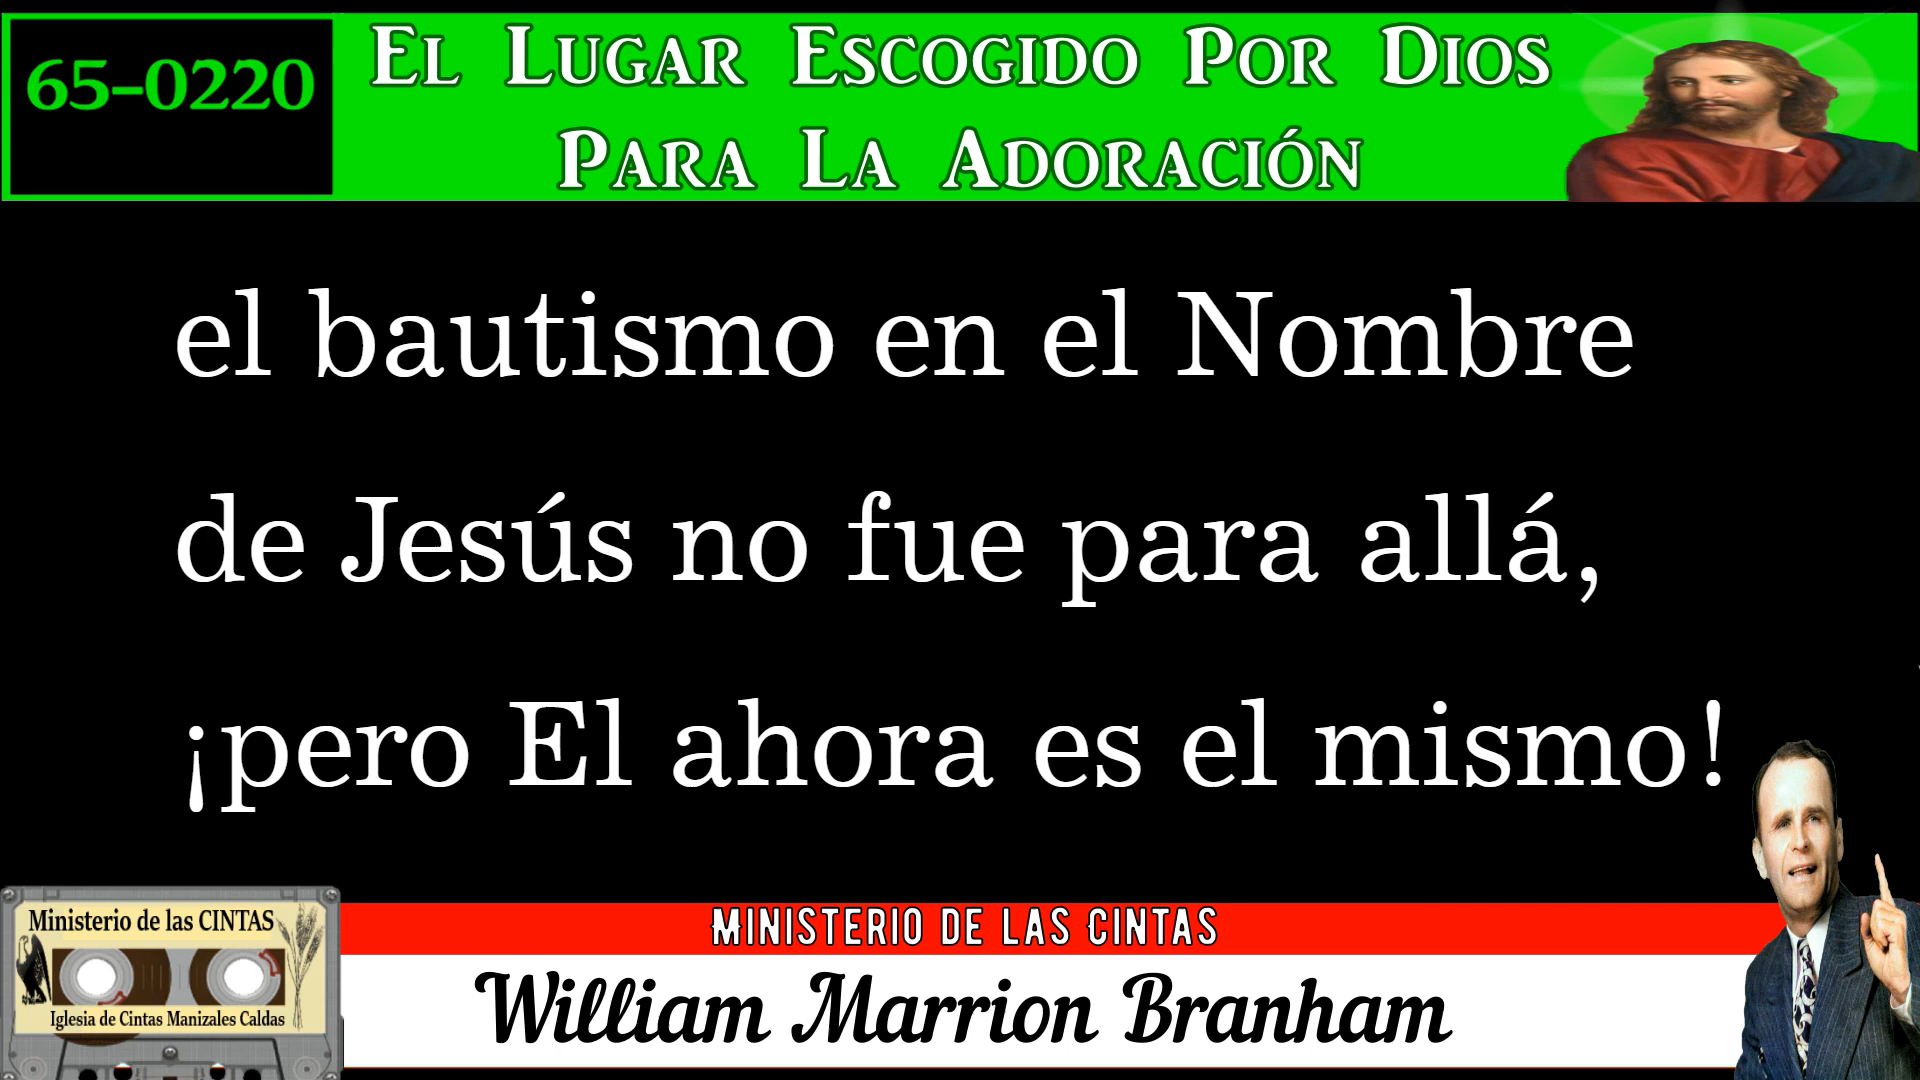 65-0220
El Lugar Escogido Por Dios
Para La Adoración
el bautismo en el Nombre
de Jesús no fue para allá,
¡pero El ahora es el mismo!
Ministerio de las CINTAS
Iglesia de Cintas Manizales Caldas
MINISTERIO DE LAS CINTAS
William Marrion Branham